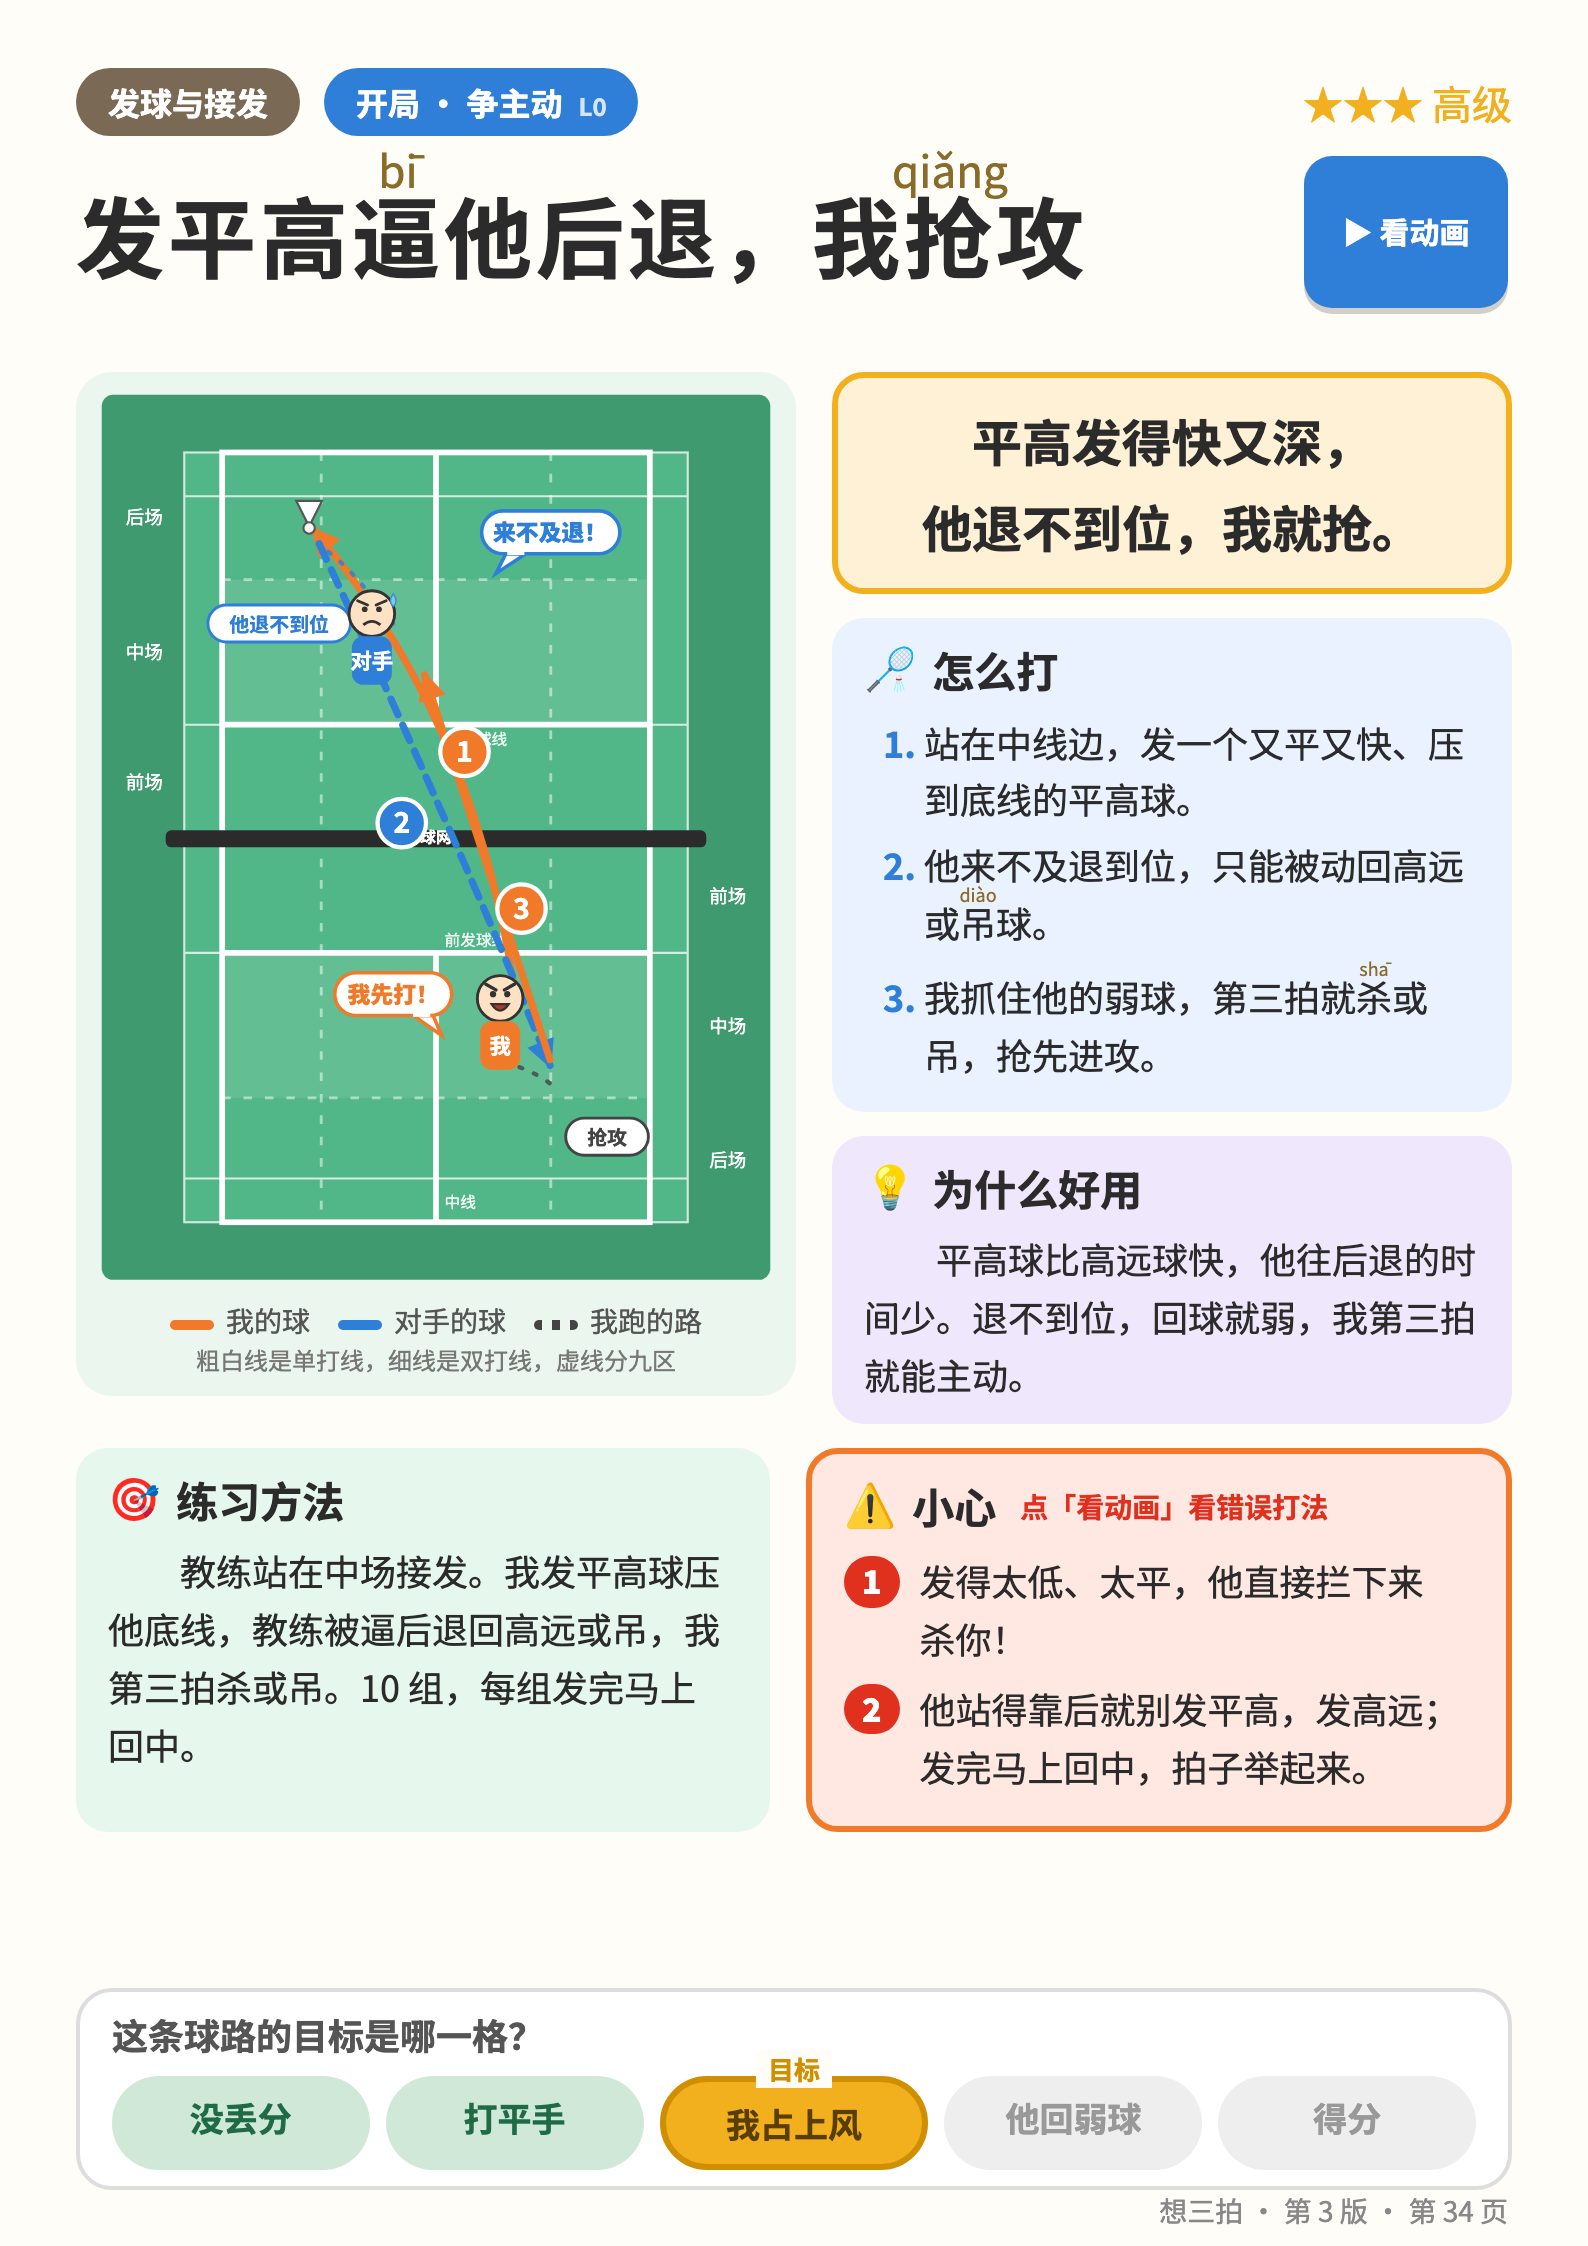 发球与接发
开局 · 争主动 L0
★★★ 高级
bī qiǎng
发平高逼他后退，我抢攻
▶ 看动画
后场
来不及退！
他退不到位
中场
对手
球线
1
前场
2
球网
3
前场
前发球
我先打！
我
中场
抢攻
后场
中线
我的球 对手的球 我跑的路
粗白线是单打线，细线是双打线，虚线分九区
平高发得快又深，
他退不到位，我就抢。
怎么打
1. 站在中线边，发一个又平又快、压
到底线的平高球。
2. 他来不及退到位，只能被动回高远
diào
或吊球。
shā
3. 我抓住他的弱球，第三拍就杀或
吊，抢先进攻。
为什么好用
平高球比高远球快，他往后退的时
间少。退不到位，回球就弱，我第三拍
就能主动。
练习方法
教练站在中场接发。我发平高球压
他底线，教练被逼后退回高远或吊，我
第三拍杀或吊。10 组，每组发完马上
回中。
小心 点「看动画」看错误打法
1 发得太低、太平，他直接拦下来
杀你！
2 他站得靠后就别发平高，发高远；
发完马上回中，拍子举起来。
这条球路的目标是哪一格？
目标
没丢分 打平手 我占上风 他回弱球 得分
想三拍 · 第 3 版 · 第 34 页